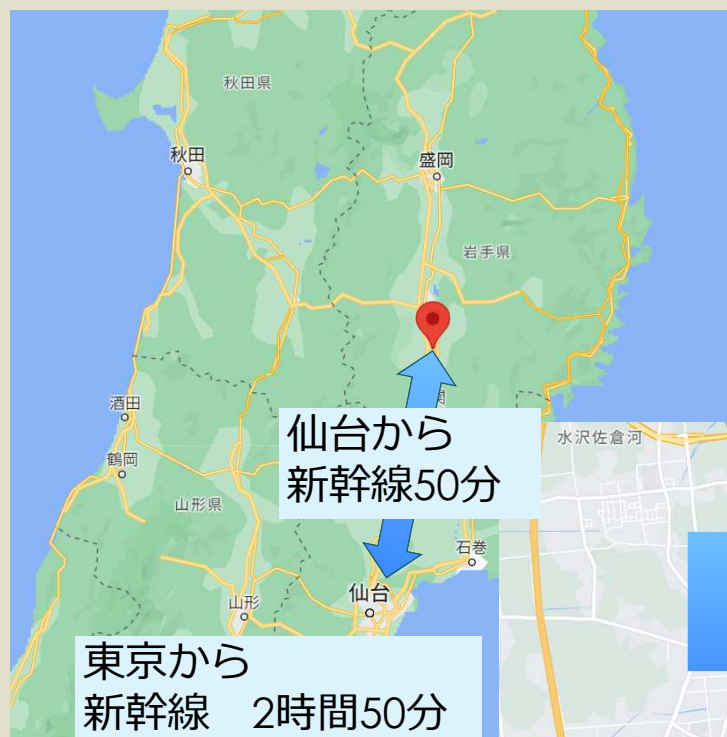 秋田県
秋田
盛岡
岩手県
酒田
鶴岡
関
仙台から
新幹線50分
水沢佐倉河
山形県
石巻
仙台
山形
東京から
新幹線 2時間50分